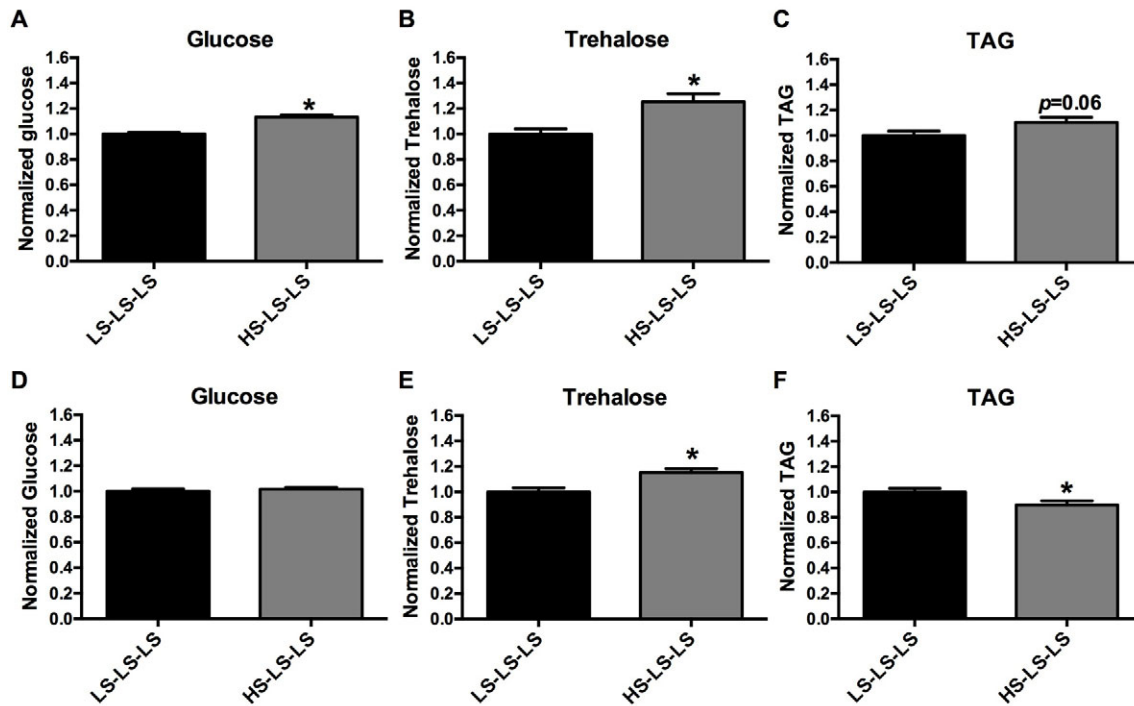 A
Glucose
Normalized glucose
1.6
1.4
1.2
1.0
0.8
0.6
0.4
0.2
0.0
*
LS-LS-LS
HS-LS-LS
B
Trehalose
Normalized Trehalose
1.6
1.4
1.2
1.0
0.8
0.6
0.4
0.2
0.0
*
LS-LS-LS
HS-LS-LS
C
TAG
Normalized TAG
1.6
1.4
1.2
1.0
0.8
0.6
0.4
0.2
0.0
p=0.06
LS-LS-LS
HS-LS-LS
D
Glucose
Normalized Glucose
1.6
1.4
1.2
1.0
0.8
0.6
0.4
0.2
0.0
LS-LS-LS
HS-LS-LS
E
Trehalose
Normalized Trehalose
1.6
1.4
1.2
1.0
0.8
0.6
0.4
0.2
0.0
*
LS-LS-LS
HS-LS-LS
F
TAG
Normalized TAG
1.6
1.4
1.2
1.0
0.8
0.6
0.4
0.2
0.0
*
LS-LS-LS
HS-LS-LS